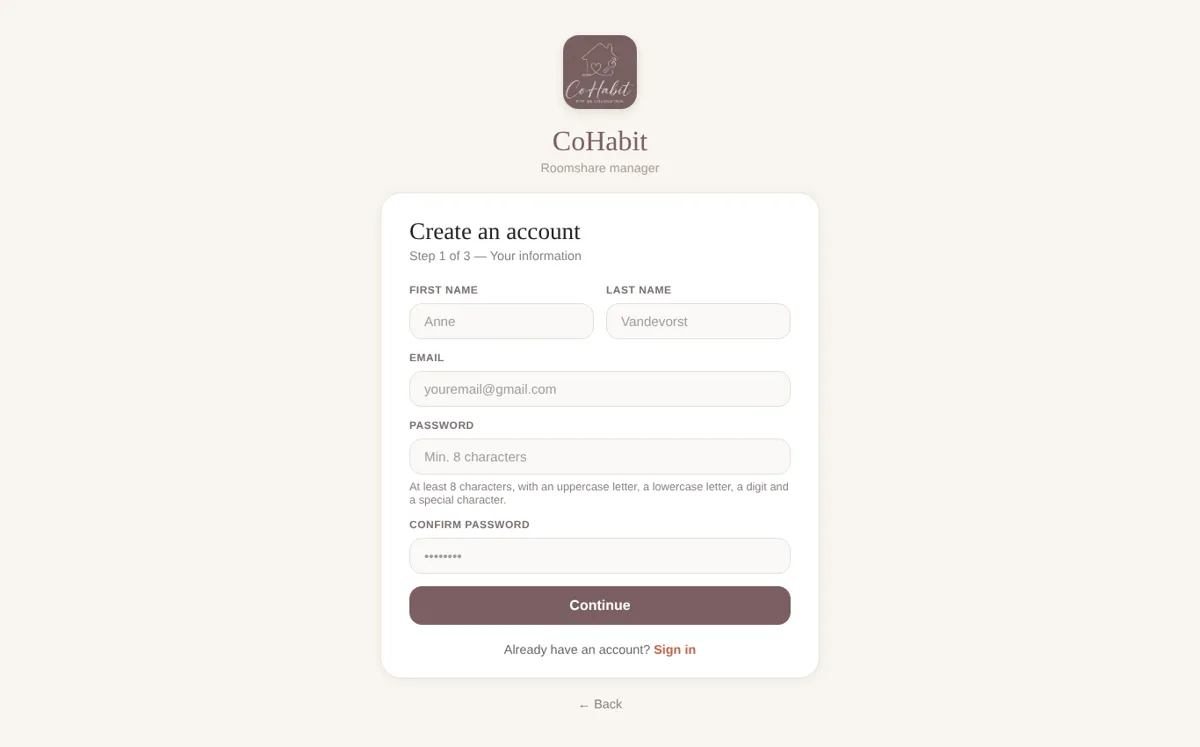 CoHabit
CoHabit
Roomshare manager
Create an account
Step 1 of 3 — Your information
FIRST NAME
LAST NAME
Anne
Vandevorst
EMAIL
youremail@gmail.com
PASSWORD
Min. 8 characters
At least 8 characters, with an uppercase letter, a lowercase letter, a digit and
a special character.
CONFIRM PASSWORD
••••••••
Continue
Already have an account? Sign in
← Back